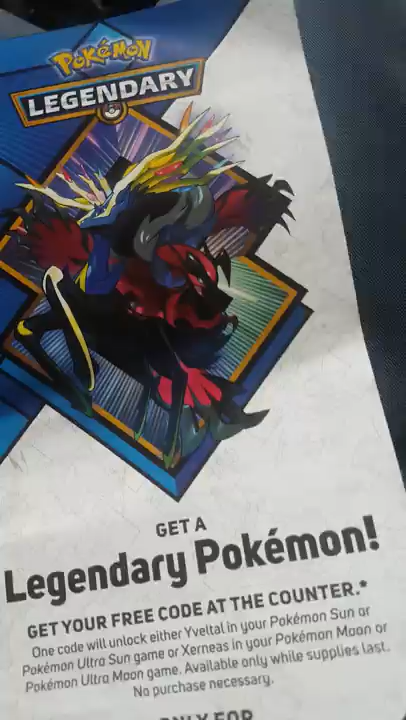 POKéMON
LEGENDARY
GET A
Legendary Pokémon!
GET YOUR FREE CODE AT THE COUNTER.*
One code will unlock either Yveltal in your Pokémon Sun or
Pokémon Ultra Sun game or Xerneas in your Pokémon Moon or
Pokémon Ultra Moon game. Available only while supplies last.
No purchase necessary.
ONLY FOR